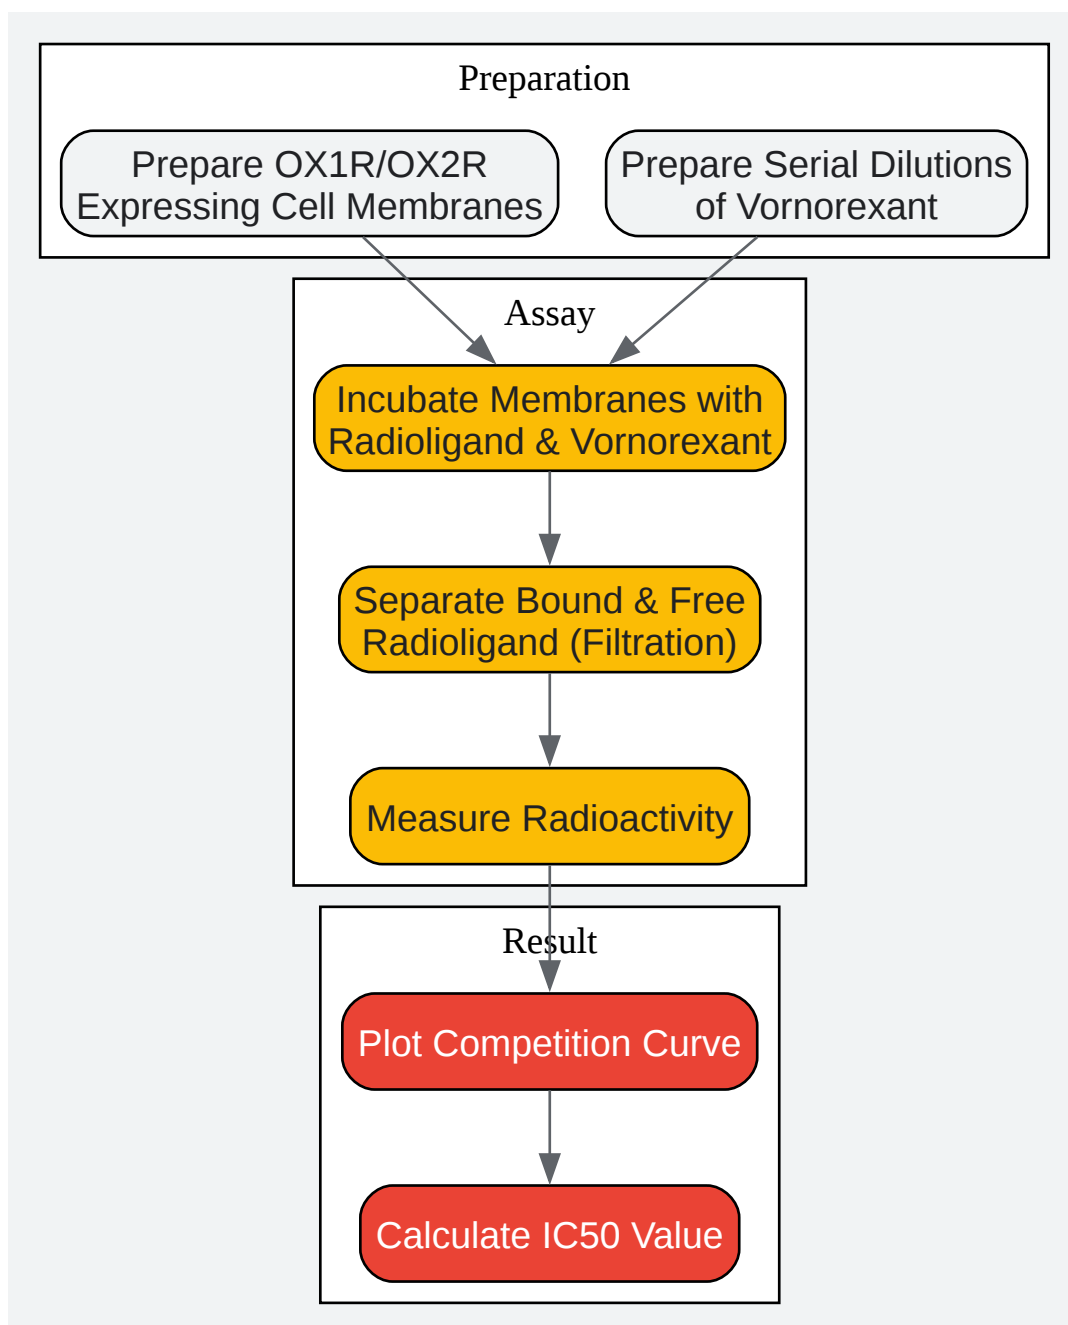 Preparation
Prepare OX1R/OX2R
Expressing Cell Membranes
Prepare Serial Dilutions
of Vornorexant
Assay
Incubate Membranes with
Radioligand & Vornorexant
Separate Bound & Free
Radioligand (Filtration)
Measure Radioactivity
Result
Plot Competition Curve
Calculate IC50 Value